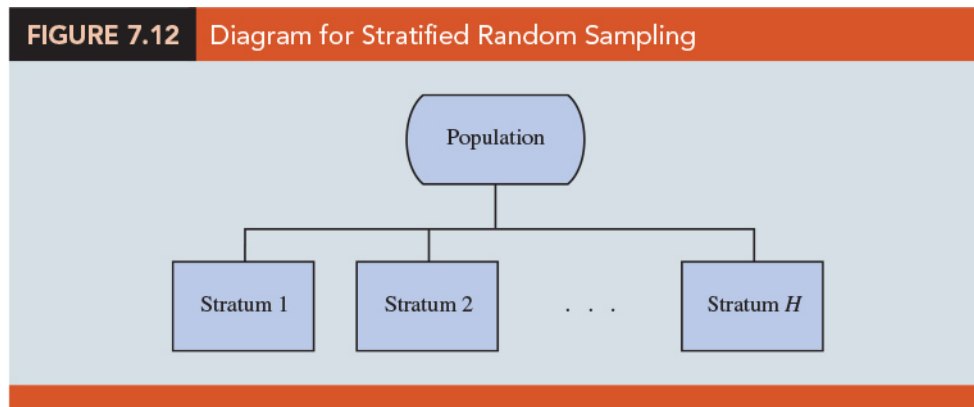 FIGURE 7.12 Diagram for Stratified Random Sampling
Population
Stratum 1 Stratum 2 . . . Stratum H